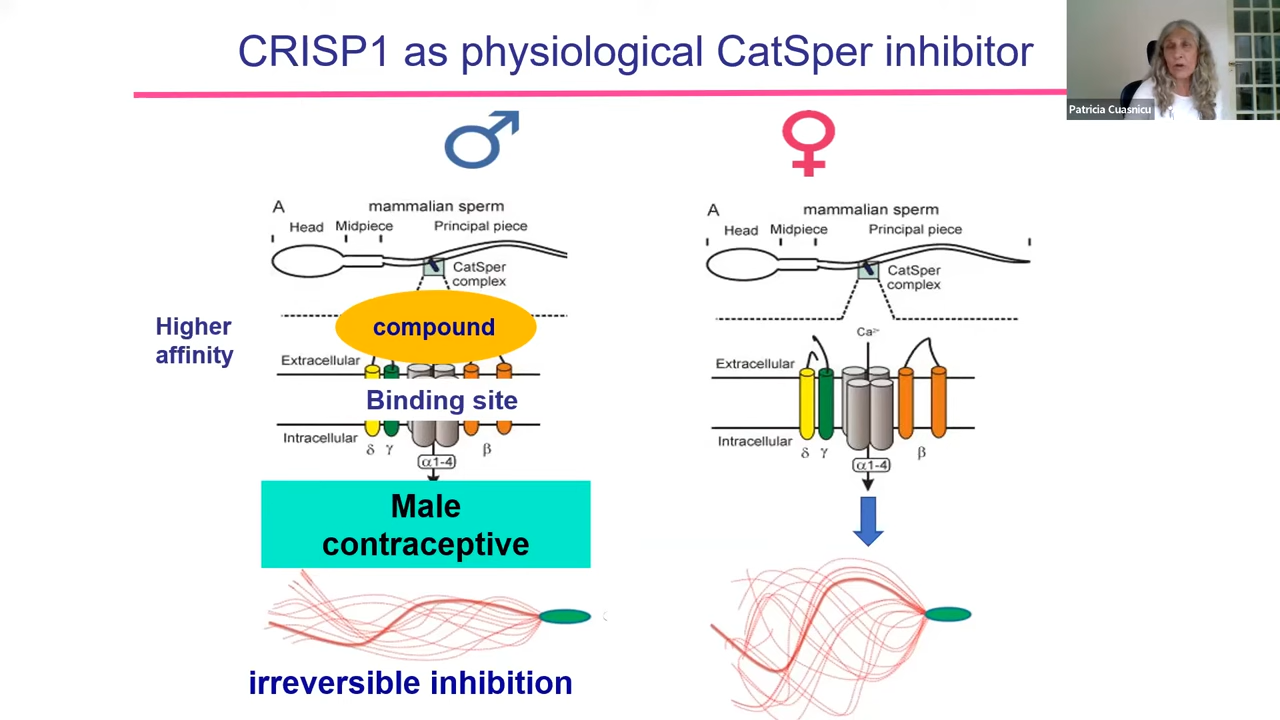 CRISP1 as physiological CatSper inhibitor
Patricia Cuasnicu
A
mammalian sperm
Head
Midpiece
Principal piece
CatSper
complex
Higher
affinity
compound
Extracellular
Binding site
Intracellular
δ
γ
β
α1-4
Male
contraceptive
irreversible inhibition
A
mammalian sperm
Head
Midpiece
Principal piece
CatSper
complex
Ca²⁺
Extracellular
Intracellular
δ
γ
β
α1-4